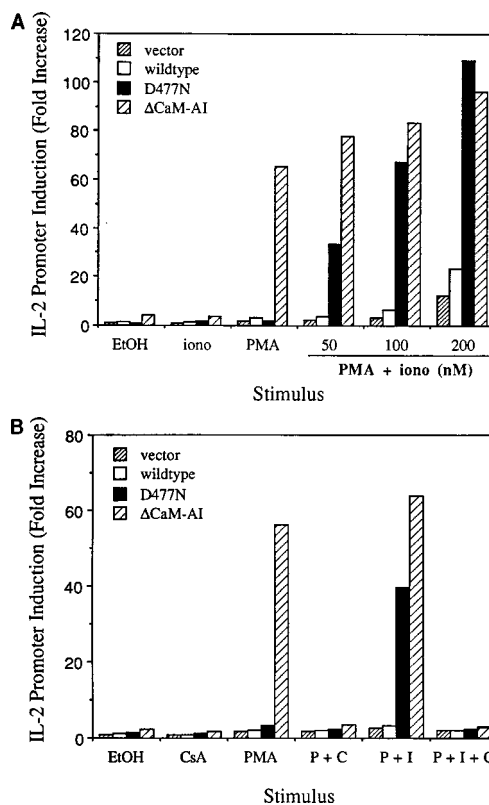 A
IL-2 Promoter Induction (Fold Increase)
120
100
80
60
40
20
0
vector
wildtype
D477N
ΔCaM-AI
EtOH iono PMA 50 100 200
PMA + iono (nM)
Stimulus
B
IL-2 Promoter Induction (Fold Increase)
80
60
40
20
0
vector
wildtype
D477N
ΔCaM-AI
EtOH CsA PMA P + C P + I P + I + C
Stimulus